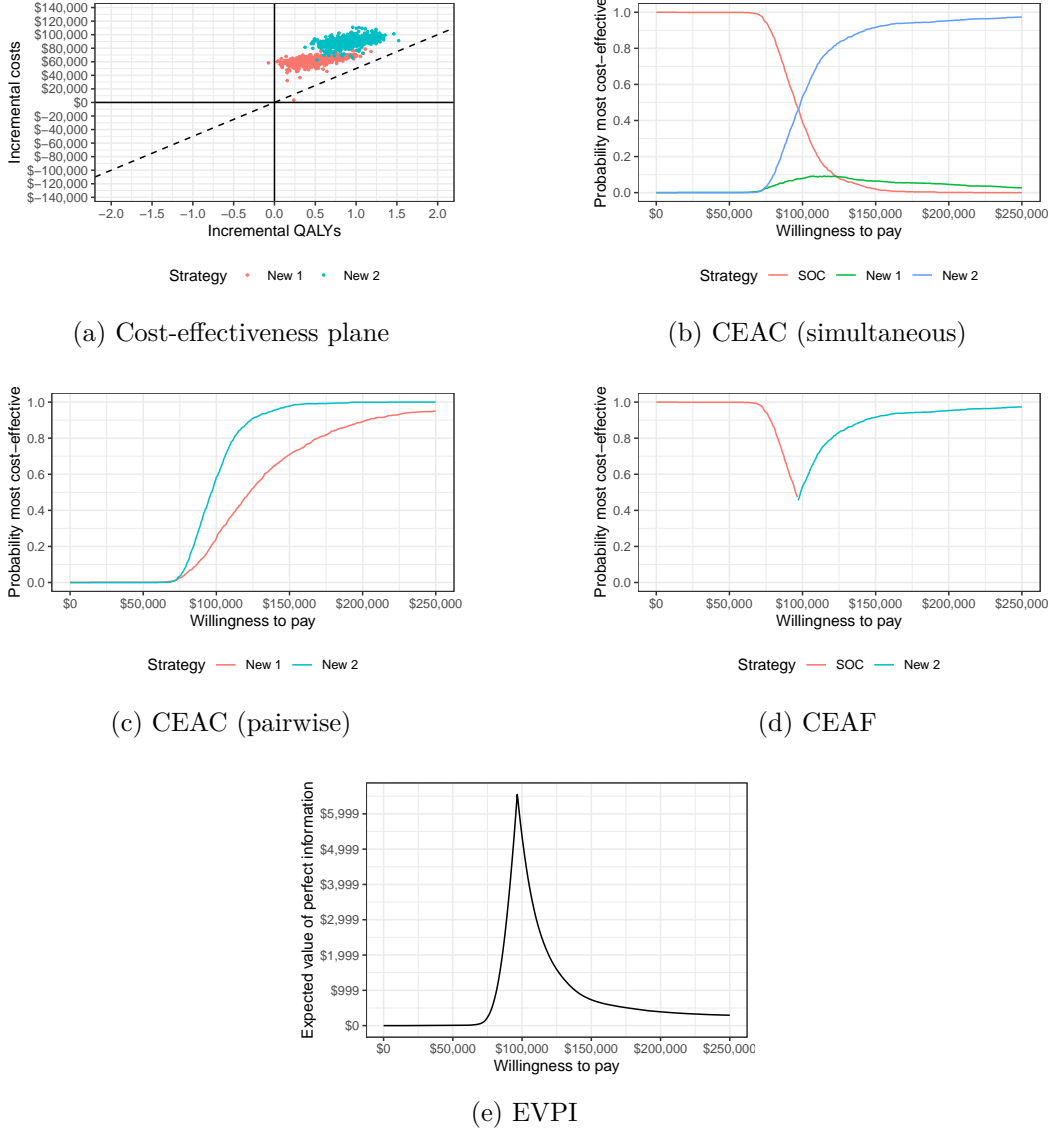 Incremental costs
$140,000
$120,000
$100,000
$80,000
$60,000
$40,000
$20,000
$0
$−20,000
$−40,000
$−60,000
$−80,000
$−100,000
$−120,000
$−140,000
−2.0 −1.5 −1.0 −0.5 0.0 0.5 1.0 1.5 2.0
Incremental QALYs
Strategy New 1 New 2
(a) Cost-effectiveness plane
Probability most cost−effective
1.0
0.8
0.6
0.4
0.2
0.0
$0 $50,000 $100,000 $150,000 $200,000 $250,000
Willingness to pay
Strategy SOC New 1 New 2
(b) CEAC (simultaneous)
Probability most cost−effective
1.0
0.8
0.6
0.4
0.2
0.0
$0 $50,000 $100,000 $150,000 $200,000 $250,000
Willingness to pay
Strategy New 1 New 2
(c) CEAC (pairwise)
Probability most cost−effective
1.0
0.8
0.6
0.4
0.2
0.0
$0 $50,000 $100,000 $150,000 $200,000 $250,000
Willingness to pay
Strategy SOC New 2
(d) CEAF
Expected value of perfect information
$5,999
$4,999
$3,999
$2,999
$1,999
$999
$0
$0 $50,000 $100,000 $150,000 $200,000 $250,000
Willingness to pay
(e) EVPI